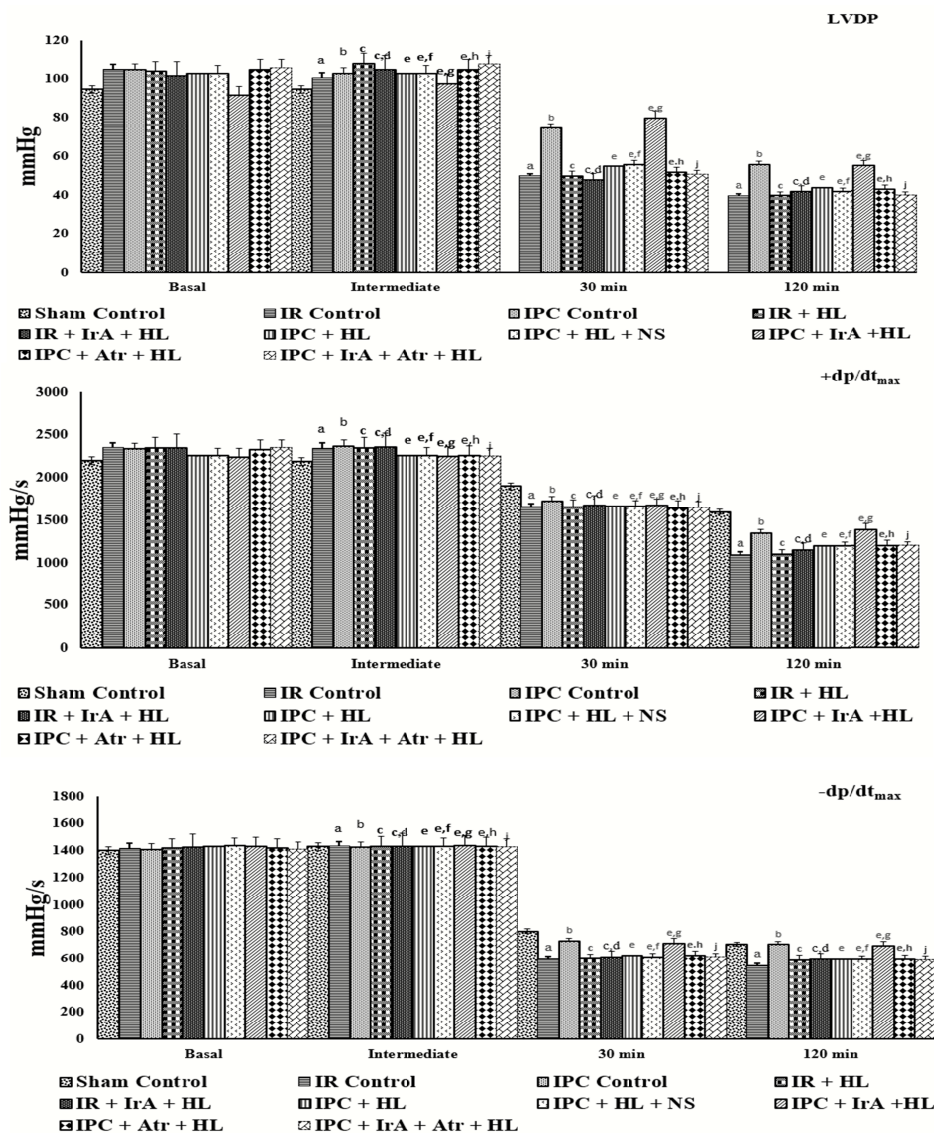 LVDP
120
100
80
60
40
20
0
mmHg
a b c c,d e e,f e,g e,h j
a b c c,d e e,f e,g e,h j
a b c c,d e e,f e,g e,h j
Basal Intermediate 30 min 120 min
Sham Control IR Control IPC Control IR + HL
IR + IrA + HL IPC + HL IPC + HL + NS IPC + IrA +HL
IPC + Atr + HL IPC + IrA + Atr + HL
+dp/dtmax
3000
2500
2000
1500
1000
500
0
mmHg/s
a b c c,d e e,f e,g e,h j
a b c c,d e e,f e,g e,h j
a b c c,d e e,f e,g e,h j
Basal Intermediate 30 min 120 min
Sham Control IR Control IPC Control IR + HL
IR + IrA + HL IPC + HL IPC + HL + NS IPC + IrA +HL
IPC + Atr + HL IPC + IrA + Atr + HL
-dp/dtmax
1800
1600
1400
1200
1000
800
600
400
200
0
mmHg/s
a b c c,d e e,f e,g e,h j
a b c c,d e e,f e,g e,h j
a b c c,d e e,f e,g e,h j
Basal Intermediate 30 min 120 min
Sham Control IR Control IPC Control IR + HL
IR + IrA + HL IPC + HL IPC + HL + NS IPC + IrA +HL
IPC + Atr + HL IPC + IrA + Atr + HL